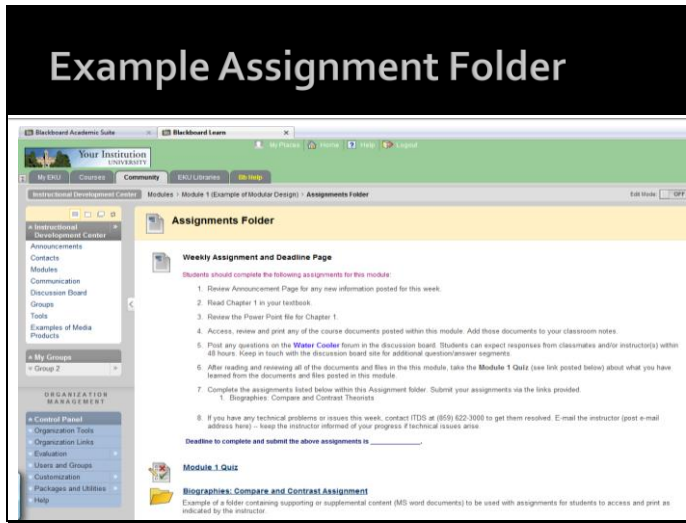 Example Assignment Folder
Blackboard Academic Suite
Blackboard Learn
My Places Home Help Logout
Your Institution
UNIVERSITY
My EKU Courses Community EKU Libraries Bb Help
Instructional Development Center Modules > Module 1 (Example of Modular Design) > Assignments Folder Edit Mode: OFF
Instructional
Development Center
Announcements
Contacts
Modules
Communication
Discussion Board
Groups
Tools
Examples of Media
Products
My Groups
Group 2
ORGANIZATION
MANAGEMENT
Control Panel
Organization Tools
Organization Links
Evaluation
Users and Groups
Customization
Packages and Utilities
Help
Assignments Folder
Weekly Assignment and Deadline Page
Students should complete the following assignments for this module:
1. Review Announcement Page for any new information posted for this week.
2. Read Chapter 1 in your textbook.
3. Review the Power Point file for Chapter 1.
4. Access, review and print any of the course documents posted within this module. Add those documents to your classroom notes.
5. Post any questions on the Water Cooler forum in the discussion board. Students can expect responses from classmates and/or instructor(s) within
48 hours. Keep in touch with the discussion board site for additional question/answer segments.
6. After reading and reviewing all of the documents and files in this module, take the Module 1 Quiz (see link posted below) about what you have
learned from the documents and files posted in this module.
7. Complete the assignments listed below within this Assignment folder. Submit your assignments via the links provided.
1. Biographies: Compare and Contrast Theorists
8. If you have any technical problems or issues this week, contact ITDS at (859) 622-3000 to get them resolved. E-mail the instructor (post e-mail
address here) -- keep the instructor informed of your progress if technical issues arise.
Deadline to complete and submit the above assignments is ____________.
Module 1 Quiz
Biographies: Compare and Contrast Assignment
Example of a folder containing supporting or supplemental content (MS word documents) to be used with assignments for students to access and print as
indicated by the instructor.